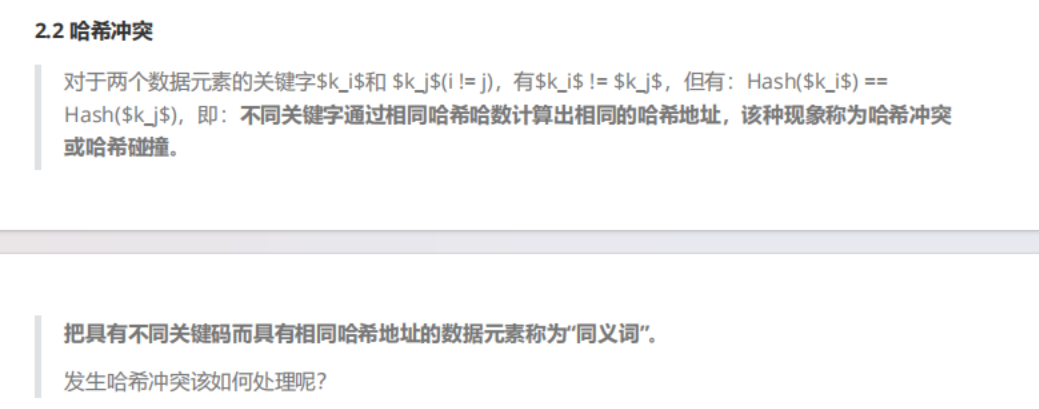 2.2 哈希冲突
对于两个数据元素的关键字$k_i$和 $k_j$(i != j)，有$k_i$ != $k_j$，但有：Hash($k_i$) ==
Hash($k_j$)，即：不同关键字通过相同哈希哈数计算出相同的哈希地址，该种现象称为哈希冲突
或哈希碰撞。
把具有不同关键码而具有相同哈希地址的数据元素称为“同义词”。
发生哈希冲突该如何处理呢？